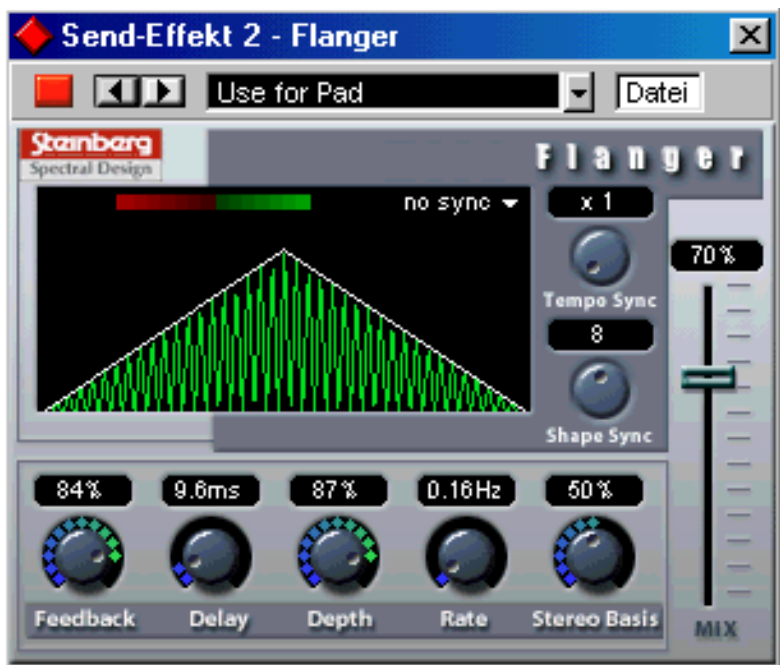 Send-Effekt 2 - Flanger
Use for Pad
Datei
Steinberg
Spectral Design
Flanger
no sync
x 1
Tempo Sync
8
Shape Sync
70%
84%
9.6ms
87%
0.16Hz
50%
Feedback
Delay
Depth
Rate
Stereo Basis
MIX